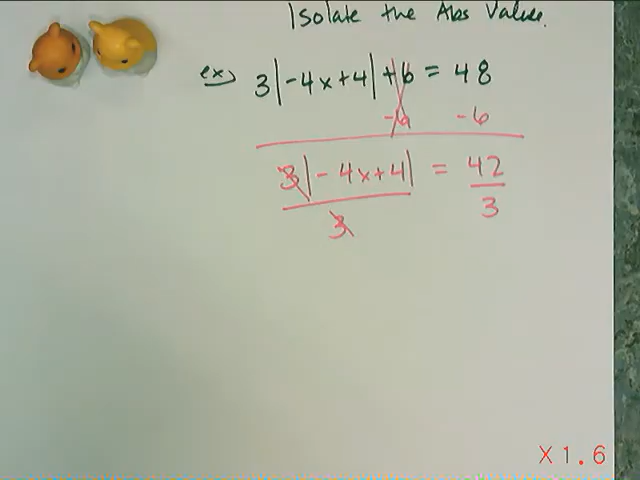 Isolate the Abs Value.
ex) 3|-4x+4| + 6 = 48
-6 -6
3|-4x+4| = 42
3 3
X1.6